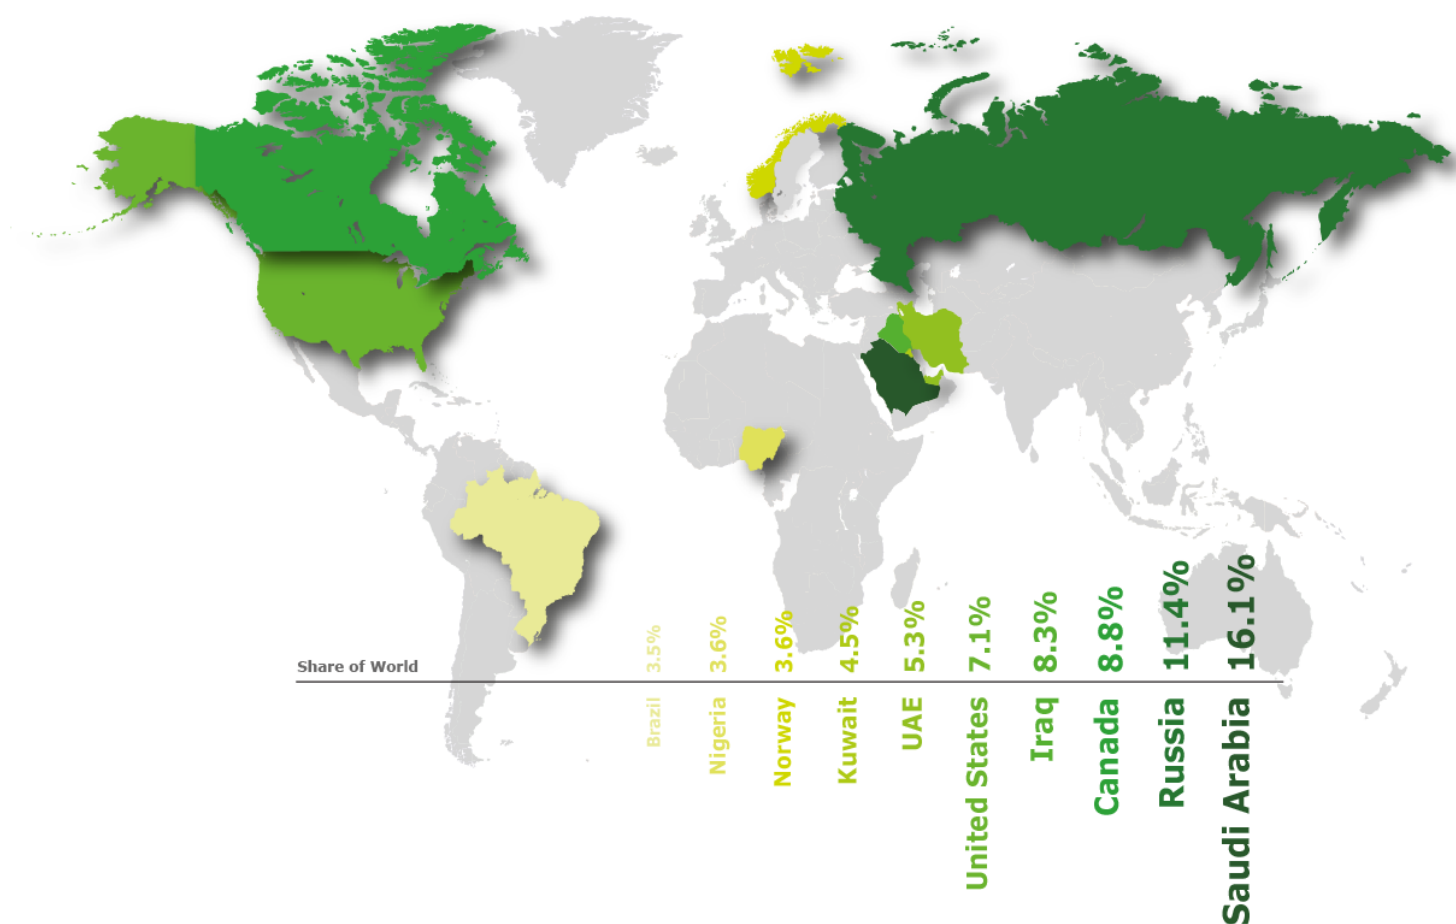 Share of World
3.5%
3.6%
3.6%
4.5%
5.3%
7.1%
8.3%
8.8%
11.4%
16.1%
Brazil
Nigeria
Norway
Kuwait
UAE
United States
Iraq
Canada
Russia
Saudi Arabia